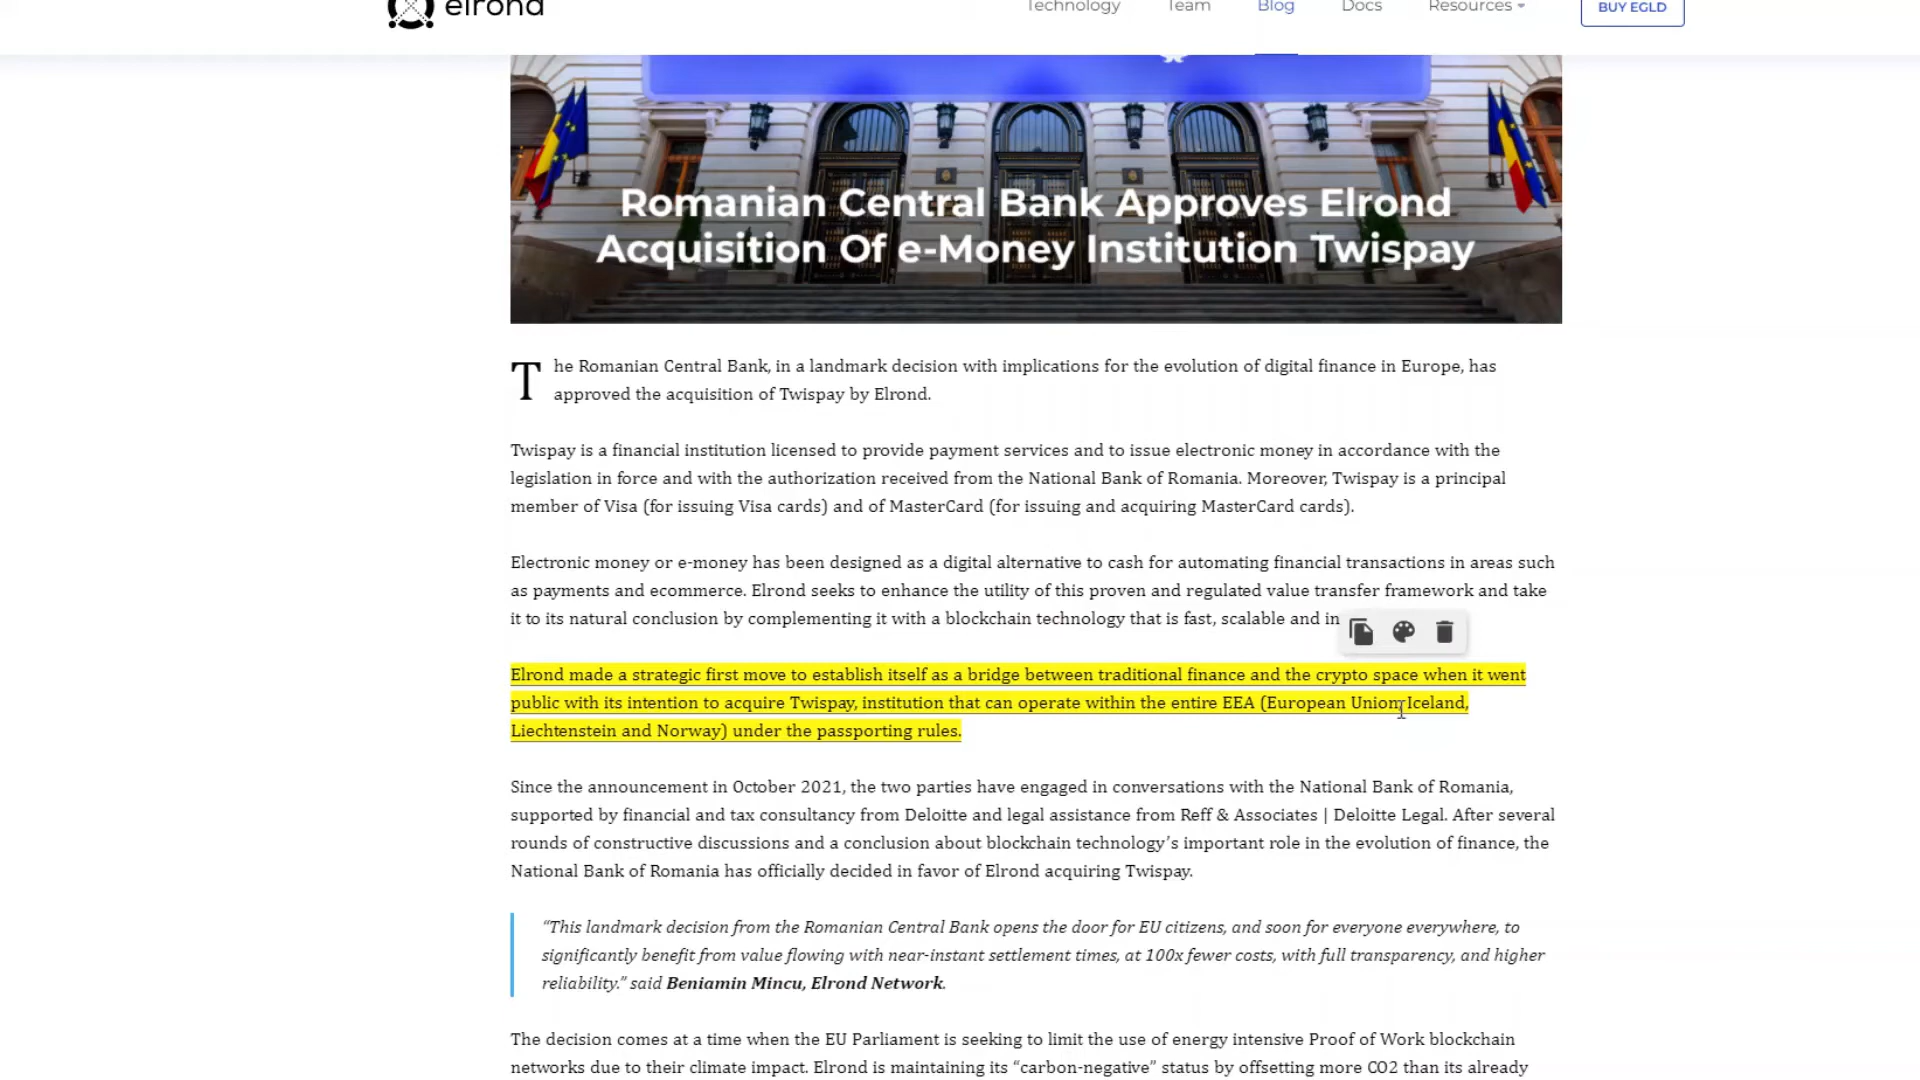 elrond
Technology Team Blog Docs Resources BUY EGLD
Romanian Central Bank Approves Elrond
Acquisition Of e-Money Institution Twispay
The Romanian Central Bank, in a landmark decision with implications for the evolution of digital finance in Europe, has
approved the acquisition of Twispay by Elrond.
Twispay is a financial institution licensed to provide payment services and to issue electronic money in accordance with the
legislation in force and with the authorization received from the National Bank of Romania. Moreover, Twispay is a principal
member of Visa (for issuing Visa cards) and of MasterCard (for issuing and acquiring MasterCard cards).
Electronic money or e-money has been designed as a digital alternative to cash for automating financial transactions in areas such
as payments and ecommerce. Elrond seeks to enhance the utility of this proven and regulated value transfer framework and take
it to its natural conclusion by complementing it with a blockchain technology that is fast, scalable and in
Elrond made a strategic first move to establish itself as a bridge between traditional finance and the crypto space when it went
public with its intention to acquire Twispay, institution that can operate within the entire EEA (European Union, Iceland,
Liechtenstein and Norway) under the passporting rules.
Since the announcement in October 2021, the two parties have engaged in conversations with the National Bank of Romania,
supported by financial and tax consultancy from Deloitte and legal assistance from Reff & Associates | Deloitte Legal. After several
rounds of constructive discussions and a conclusion about blockchain technology’s important role in the evolution of finance, the
National Bank of Romania has officially decided in favor of Elrond acquiring Twispay.
“This landmark decision from the Romanian Central Bank opens the door for EU citizens, and soon for everyone everywhere, to
significantly benefit from value flowing with near-instant settlement times, at 100x fewer costs, with full transparency, and higher
reliability.” said Beniamin Mincu, Elrond Network.
The decision comes at a time when the EU Parliament is seeking to limit the use of energy intensive Proof of Work blockchain
networks due to their climate impact. Elrond is maintaining its “carbon-negative” status by offsetting more CO2 than its already